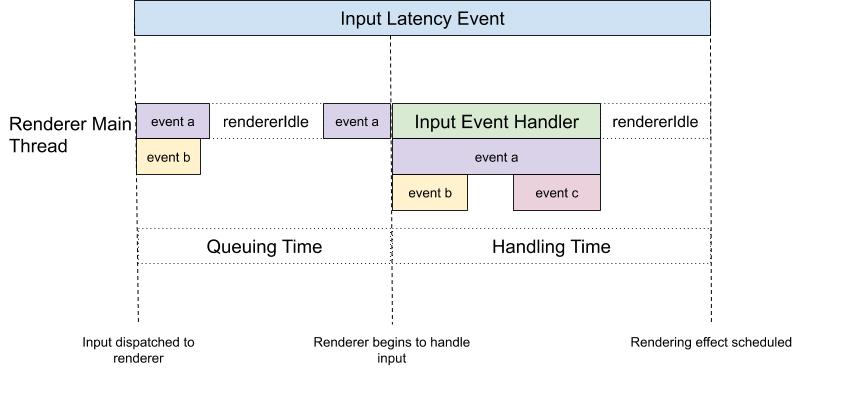 Input Latency Event
Renderer Main
Thread
event a
rendererIdle
event a
Input Event Handler
rendererIdle
event b
event a
event b
event c
Queuing Time
Handling Time
Input dispatched to
renderer
Renderer begins to handle
input
Rendering effect scheduled